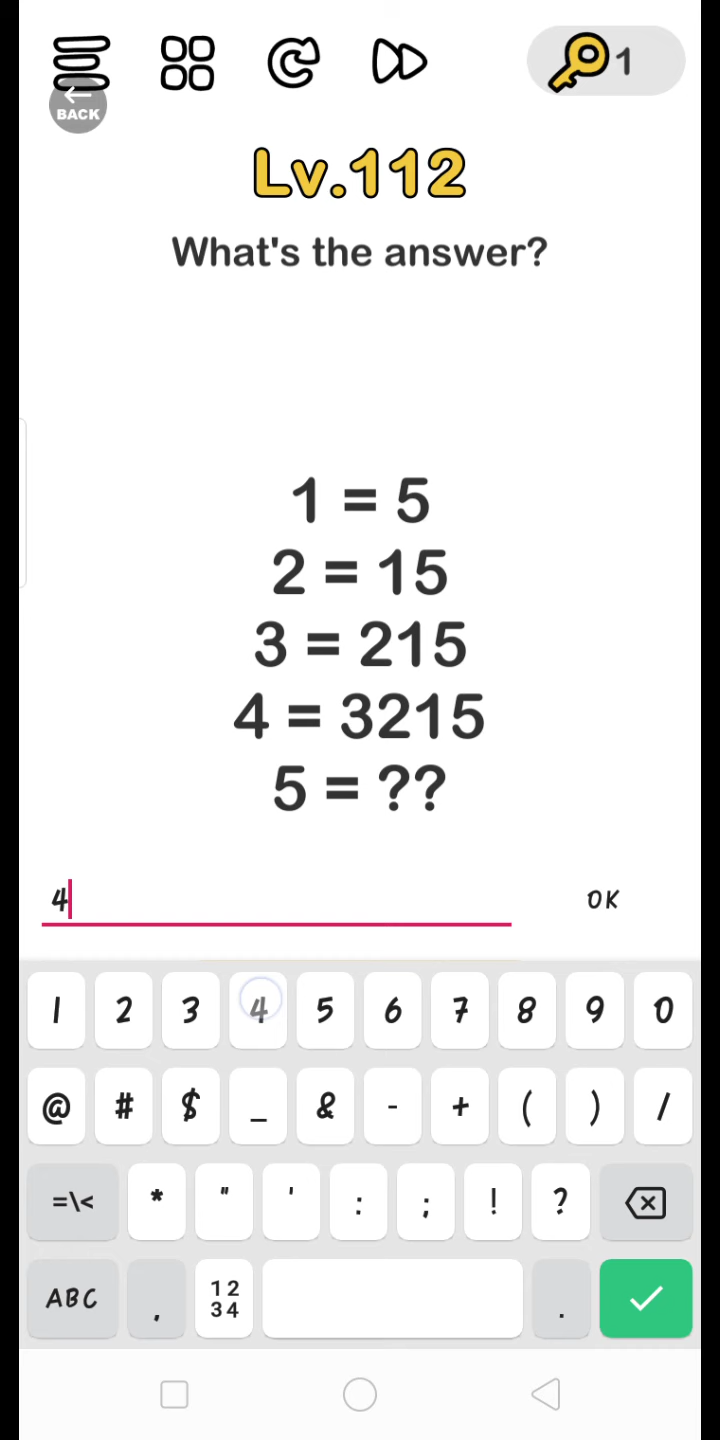 1
BACK
Lv.112
What's the answer?
1 = 5
2 = 15
3 = 215
4 = 3215
5 = ??
4 OK
1 2 3 4 5 6 7 8 9 0
@ # $ _ & - + ( ) /
=\< * " ' : ; ! ?
ABC , 12 .
34